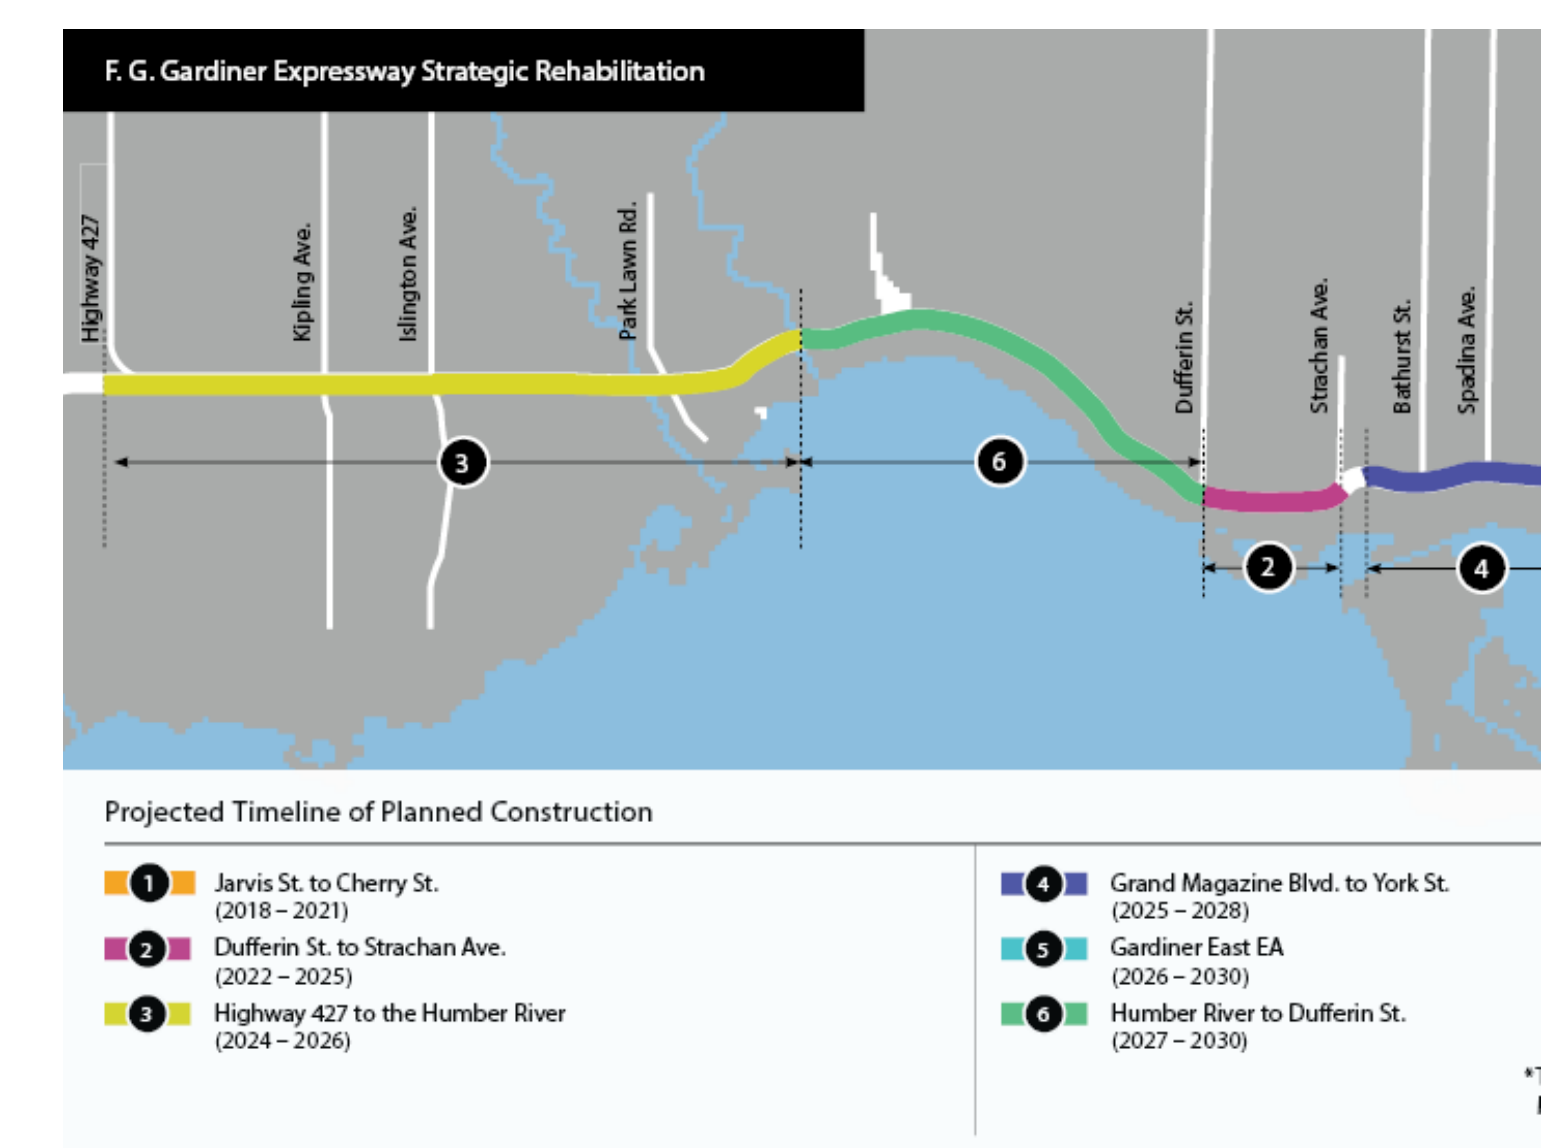 F. G. Gardiner Expressway Strategic Rehabilitation
Highway 427
Kipling Ave.
Islington Ave.
Park Lawn Rd.
Dufferin St.
Strachan Ave.
Bathurst St.
Spadina Ave.
3
6
2
4
Projected Timeline of Planned Construction
1 Jarvis St. to Cherry St.
(2018 – 2021)
2 Dufferin St. to Strachan Ave.
(2022 – 2025)
3 Highway 427 to the Humber River
(2024 – 2026)
4 Grand Magazine Blvd. to York St.
(2025 – 2028)
5 Gardiner East EA
(2026 – 2030)
6 Humber River to Dufferin St.
(2027 – 2030)